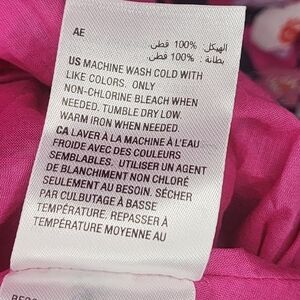 AE
الهيكل: 100% قطن
بطانة: 100% قطن
US MACHINE WASH COLD WITH
LIKE COLORS. ONLY
NON-CHLORINE BLEACH WHEN
NEEDED. TUMBLE DRY LOW.
WARM IRON WHEN NEEDED.
CA LAVER À LA MACHINE À L'EAU
FROIDE AVEC DES COULEURS
SEMBLABLES. UTILISER UN AGENT
DE BLANCHIMENT NON CHLORÉ
SEULEMENT AU BESOIN. SÉCHER
PAR CULBUTAGE À BASSE
TEMPÉRATURE. REPASSER À
TEMPÉRATURE MOYENNE AU